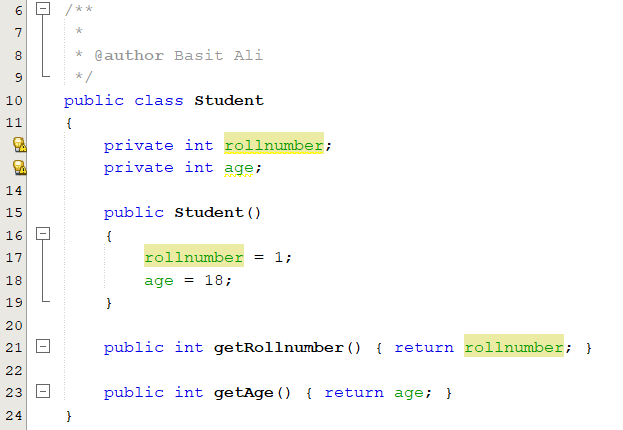 6 /**
7 *
8 * @author Basit Ali
9 */
10 public class Student
11 {
private int rollnumber;
private int age;
14
15 public Student()
16 {
17 rollnumber = 1;
18 age = 18;
19 }
20
21 public int getRollnumber() { return rollnumber; }
22
23 public int getAge() { return age; }
24 }